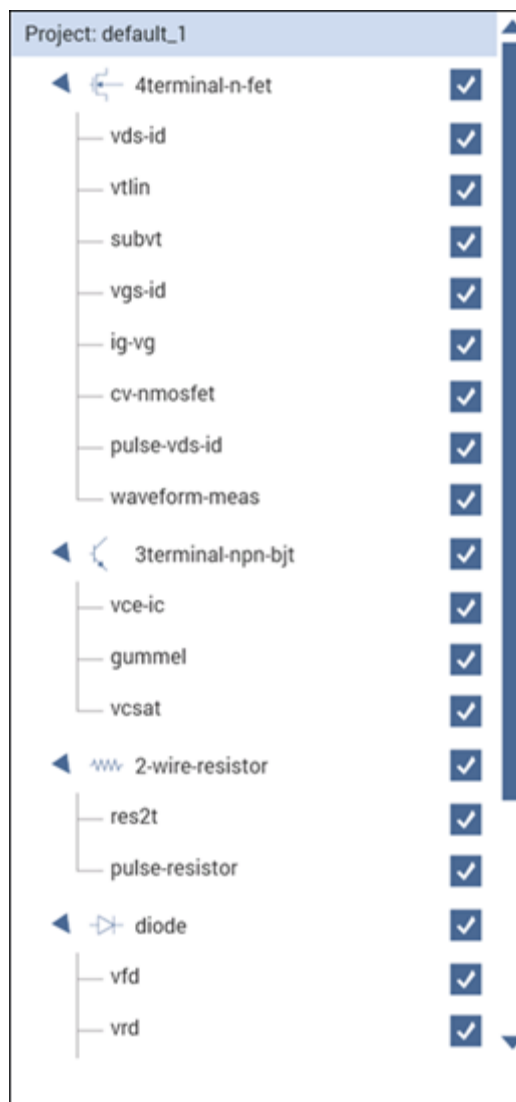 Project: default_1
4terminal-n-fet
vds-id
vtlin
subvt
vgs-id
ig-vg
cv-nmosfet
pulse-vds-id
waveform-meas
3terminal-npn-bjt
vce-ic
gummel
vcsat
2-wire-resistor
res2t
pulse-resistor
diode
vfd
vrd